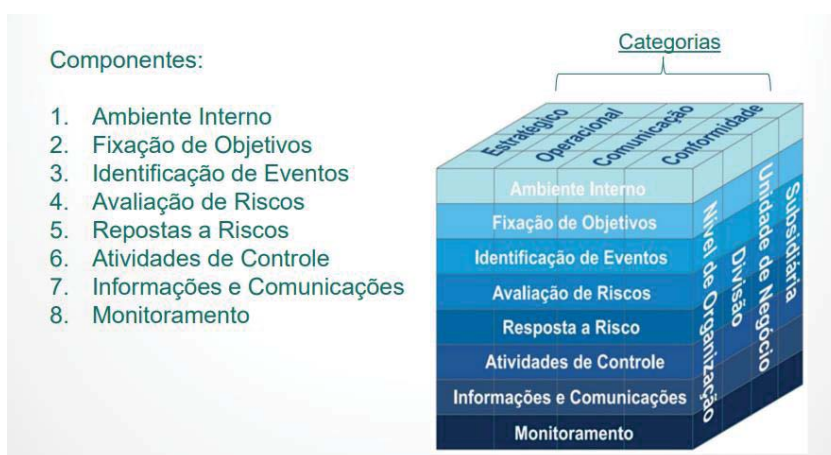 Componentes:
1. Ambiente Interno
2. Fixação de Objetivos
3. Identificação de Eventos
4. Avaliação de Riscos
5. Repostas a Riscos
6. Atividades de Controle
7. Informações e Comunicações
8. Monitoramento
Categorias
Estratégico
Operacional
Comunicação
Conformidade
Ambiente Interno
Fixação de Objetivos
Identificação de Eventos
Avaliação de Riscos
Resposta a Risco
Atividades de Controle
Informações e Comunicações
Monitoramento
Nível de Organização
Divisão
Unidade de Negócio
Subsidiária